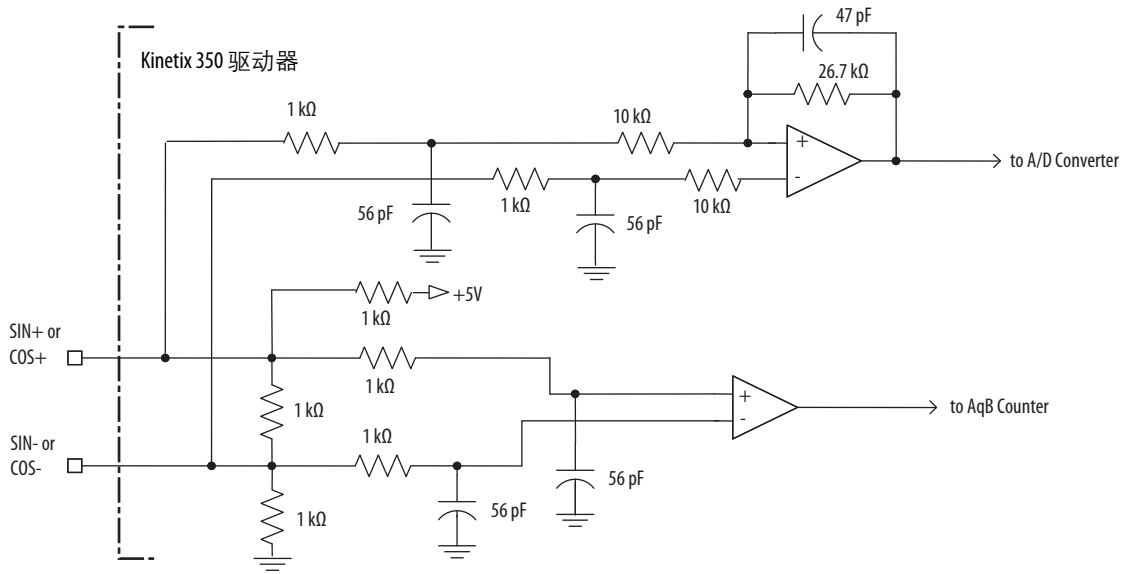 47 pF
Kinetix 350 驱动器
26.7 kΩ
1 kΩ
10 kΩ
+
-
to A/D Converter
56 pF
1 kΩ
56 pF
10 kΩ
+5V
1 kΩ
SIN+ or
COS+
1 kΩ
+
-
to AqB Counter
1 kΩ
1 kΩ
SIN- or
COS-
56 pF
56 pF
1 kΩ